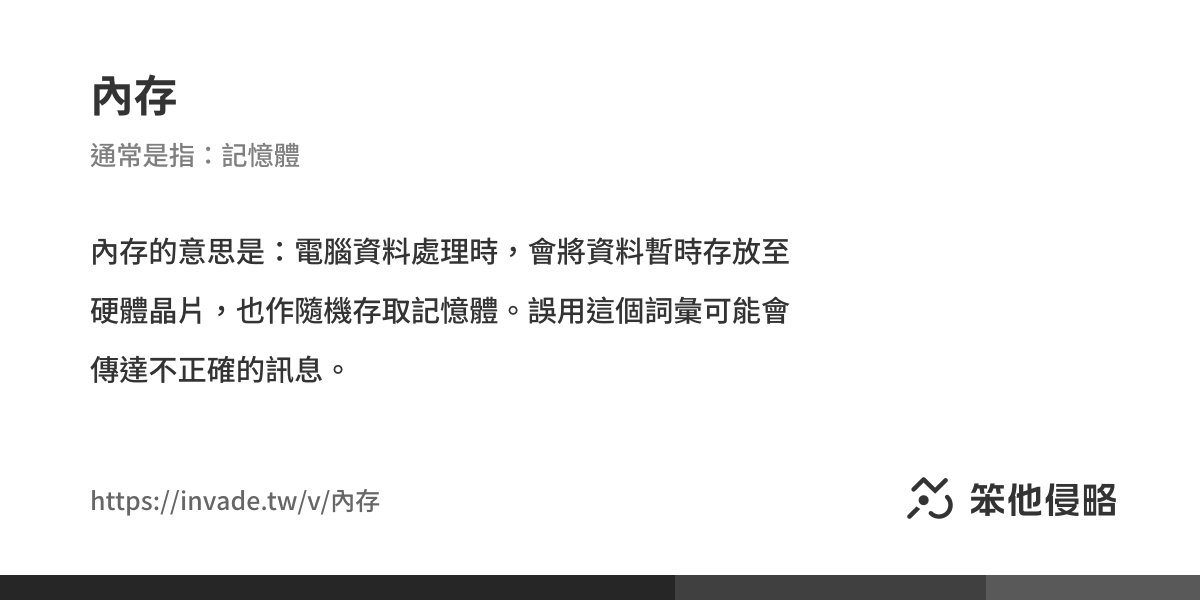 內存
通常是指：記憶體
內存的意思是：電腦資料處理時，會將資料暫時存放至
硬體晶片，也作隨機存取記憶體。誤用這個詞彙可能會
傳達不正確的訊息。
https://invade.tw/v/內存
笨他侵略